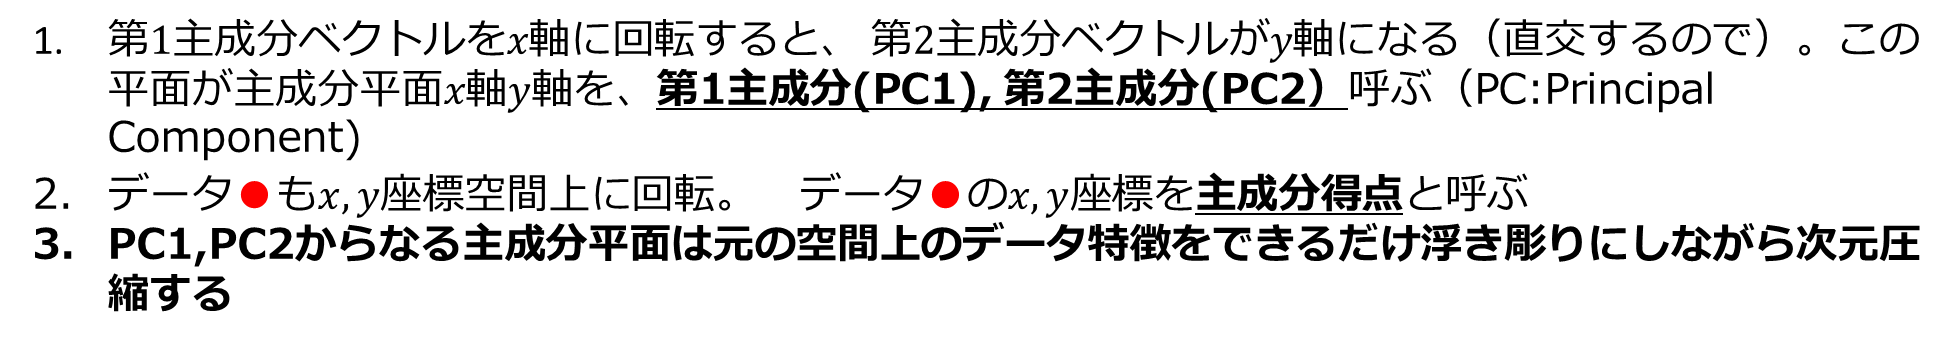 1. 第1主成分ベクトルをx軸に回転すると、 第2主成分ベクトルがy軸になる（直交するので）。この
平面が主成分平面x軸y軸を、第1主成分(PC1), 第2主成分(PC2）呼ぶ（PC:Principal
Component)
2. データ●もx, y座標空間上に回転。　データ●のx, y座標を主成分得点と呼ぶ
3. PC1,PC2からなる主成分平面は元の空間上のデータ特徴をできるだけ浮き彫りにしながら次元圧
縮する